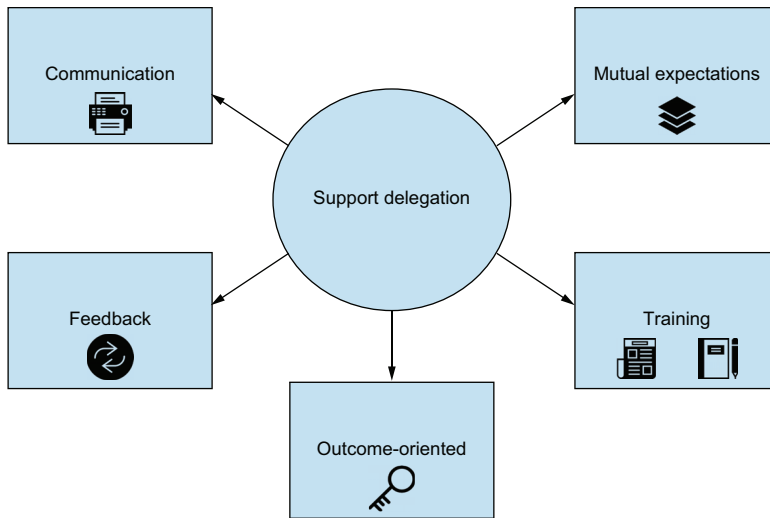 Communication
Mutual expectations
Support delegation
Feedback
Training
Outcome-oriented